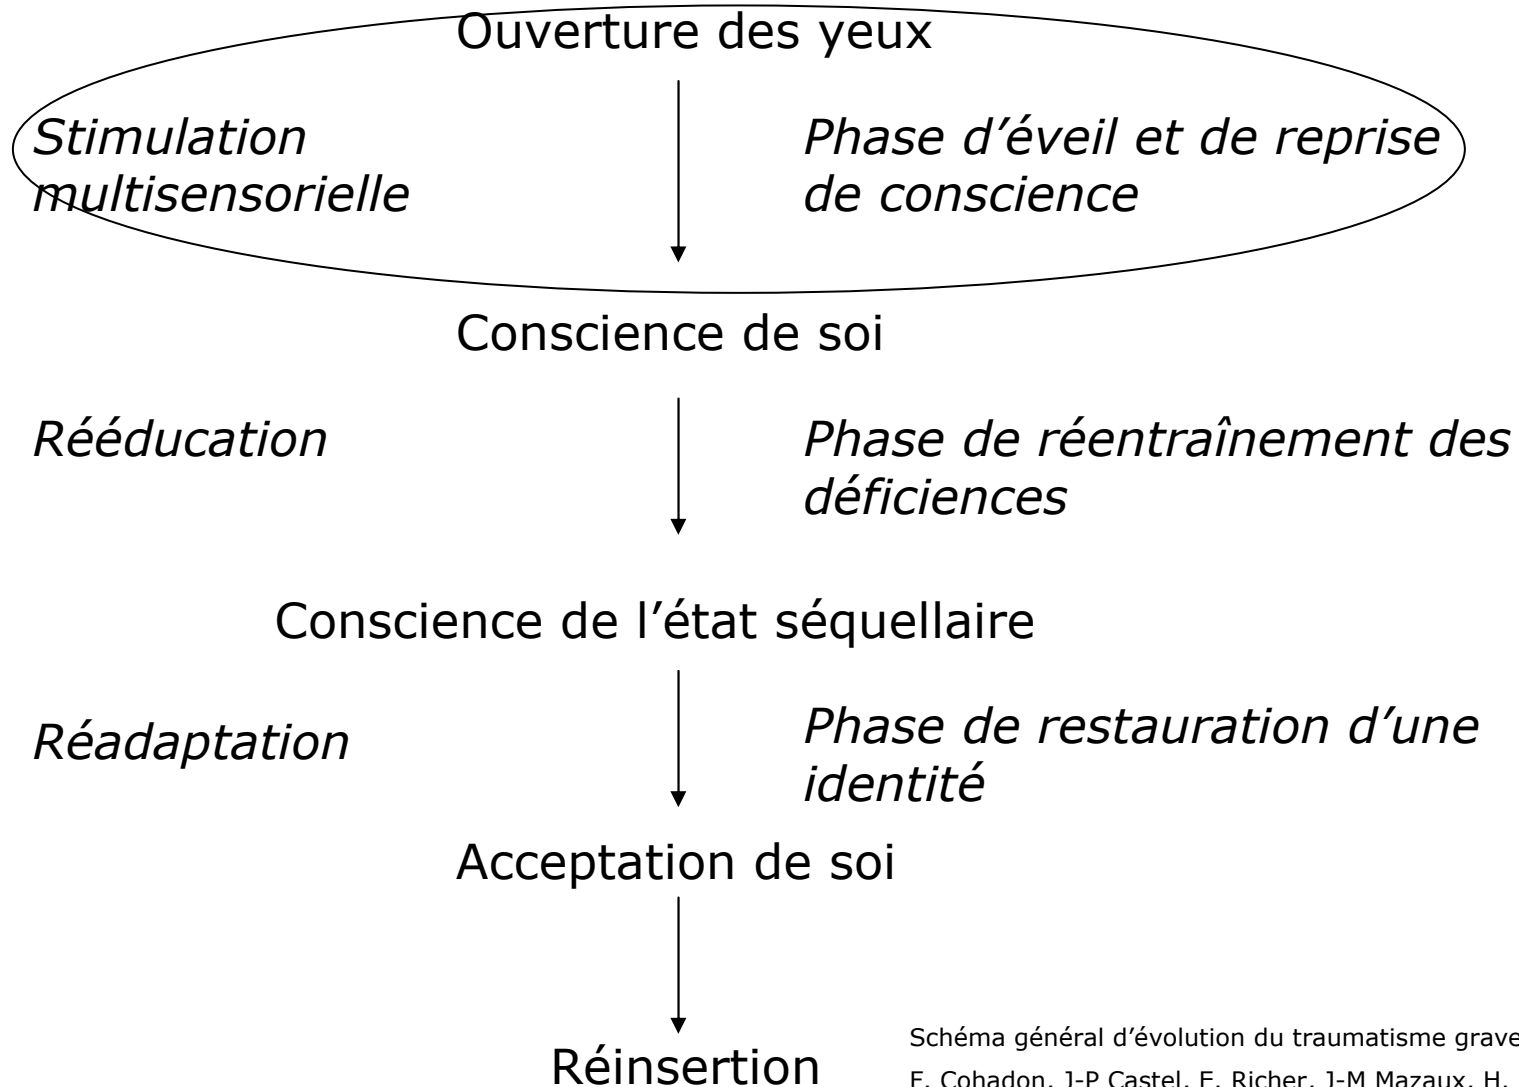 Ouverture des yeux
Stimulation
multisensorielle
Phase d’éveil et de reprise
de conscience
Conscience de soi
Rééducation
Phase de réentraînement des
déficiences
Conscience de l’état séquellaire
Réadaptation
Phase de restauration d’une
identité
Acceptation de soi
Réinsertion
Schéma général d’évolution du traumatisme grave
F. Cohadon, J-P Castel, E. Richer, J-M Mazaux, H.